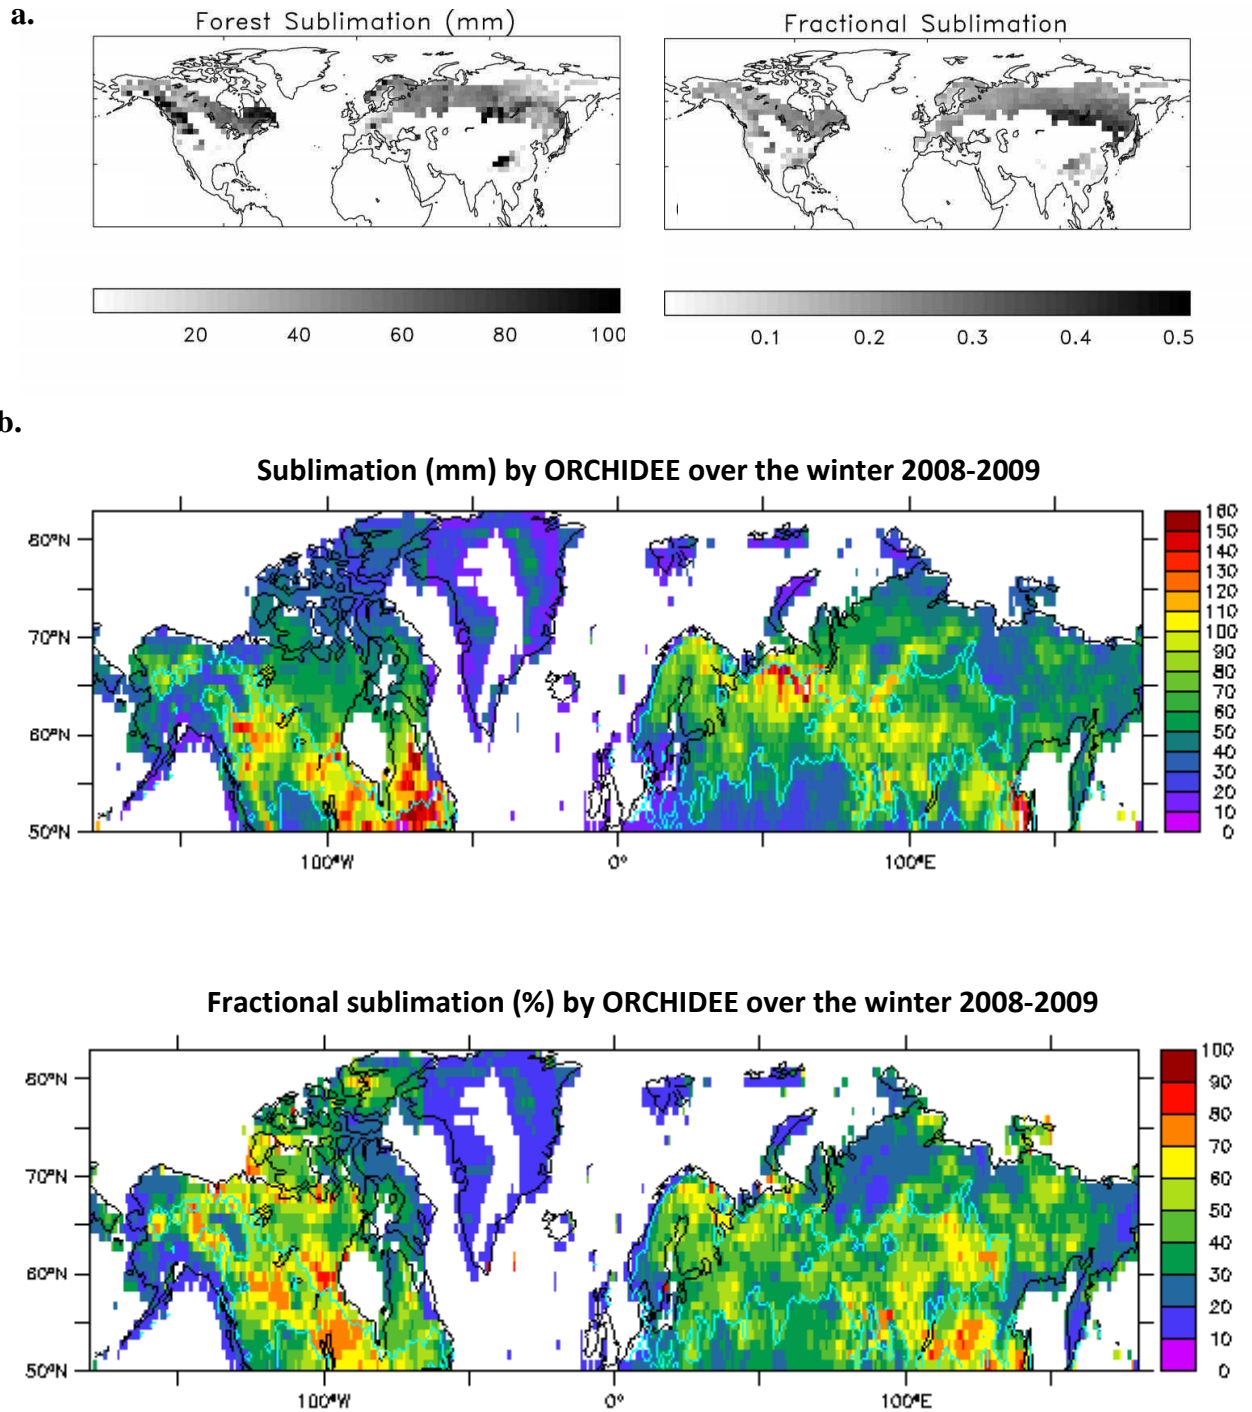 a.
Forest Sublimation (mm)
Fractional Sublimation
20 40 60 80 100
0.1 0.2 0.3 0.4 0.5
b.
Sublimation (mm) by ORCHIDEE over the winter 2008-2009
160
150
140
130
120
110
100
90
80
70
60
50
40
30
20
10
0
80°N
70°N
60°N
50°N
100°W 0° 100°E
Fractional sublimation (%) by ORCHIDEE over the winter 2008-2009
100
90
80
70
60
50
40
30
20
10
0
80°N
70°N
60°N
50°N
100°W 0° 100°E